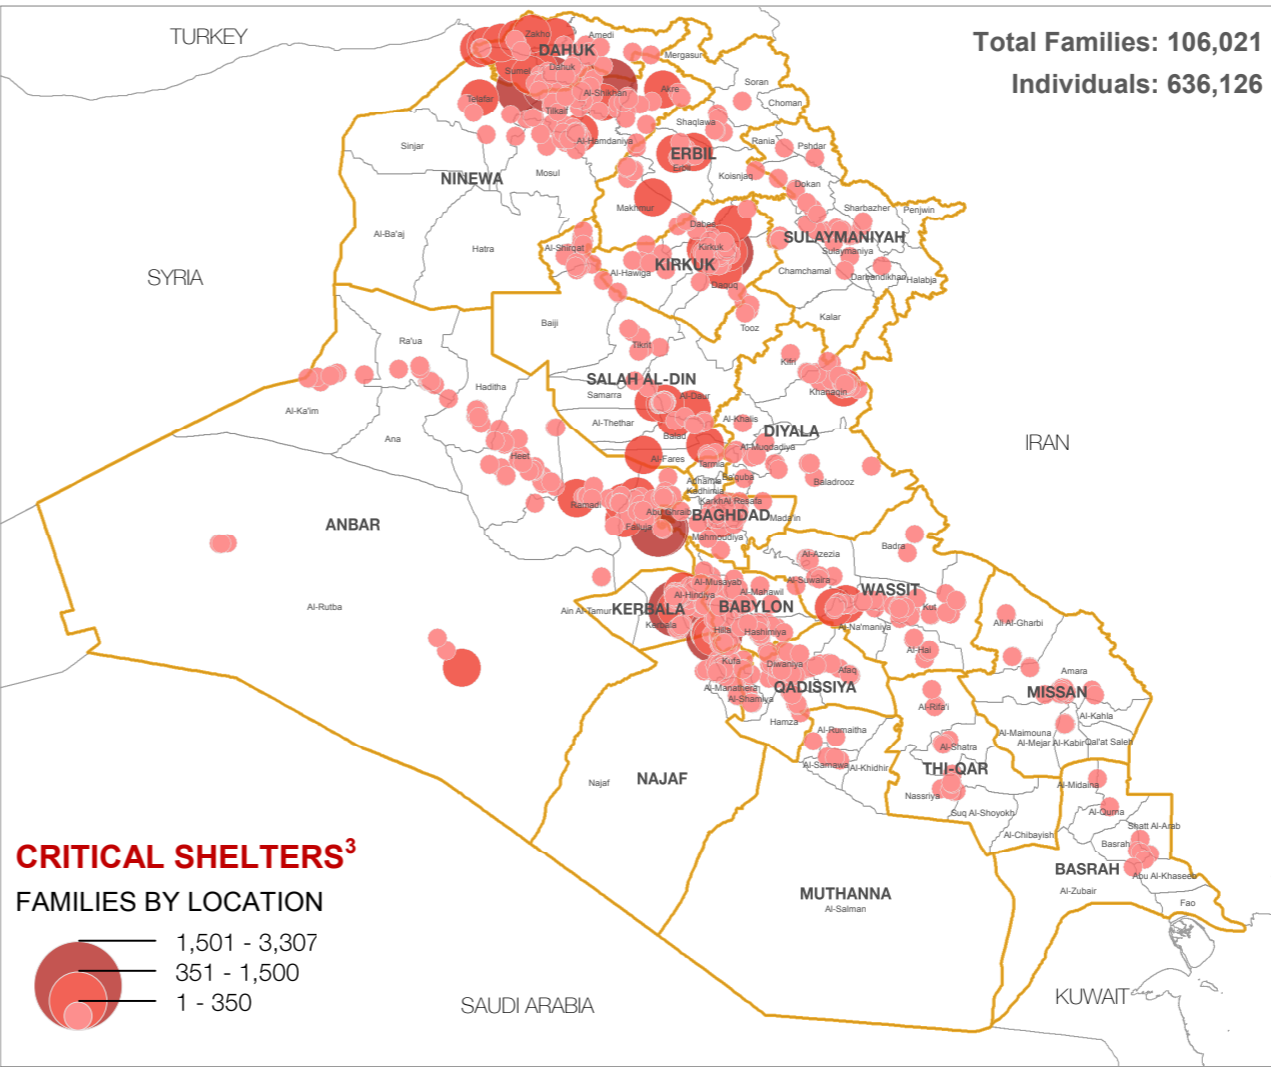 TURKEY
Total Families: 106,021
Individuals: 636,126
Zakho
Amedi
DAHUK
Mergasur
Sumel
Dahuk
Soran
Al-Shikhan
Akre
Telafar
Choman
Tilkaif
Shaqlawa
Al-Hamdaniya
Rania
Pshdar
Sinjar
ERBIL
Erbil
Mosul
Koisnjaq
NINEWA
Dokan
Makhmur
Sharbazher
Penjwin
Dabes
Al-Ba'aj
SULAYMANIYAH
Hatra
Al-Shirqat
Kirkuk
Sulaymaniya
KIRKUK
Al-Hawiga
Chamchamal
Darbandikhan
Halabja
SYRIA
Daquq
Baiji
Tooz
Kalar
Ra'ua
Tikrit
Kifri
SALAH AL-DIN
Haditha
Samarra
Al-Daur
Khanaqin
Al-Ka'im
Al-Thethar
Al-Khalis
DIYALA
Ana
Balad
Al-Muqdadiya
IRAN
Heet
Al-Fares
Tarmia
Adhamia
Ba'quba
Baladrooz
Kadhimia
Ramadi
Karkh
Al Resafa
Abu Ghraib
BAGHDAD
Mada'in
ANBAR
Falluja
Mahmoudiya
Badra
Al-Azezia
Al-Musayab
Al-Suwaira
Al-Mahawil
WASSIT
Al-Hindiya
Al-Rutba
Ain Al-Tamur
KERBALA
BABYLON
Kut
Kerbala
Al-Na'maniya
Ali Al-Gharbi
Hilla
Hashimiya
Al-Hai
Kufa
Diwaniya
Afaq
Amara
Al-Manathera
QADISSIYA
MISSAN
Al-Shamiya
Al-Rifa'i
Hamza
Al-Kahla
Al-Rumaitha
Al-Maimouna
Al-Mejar Al-Kabir
Qal'at Saleh
Al-Shatra
Al-Samawa
Al-Khidhir
THI-QAR
NAJAF
Najaf
Al-Midaina
Nassriya
Suq Al-Shoyokh
Al-Qurna
Shatt Al-Arab
Al-Chibayish
Basrah
CRITICAL SHELTERS3
BASRAH
Abu Al-Khaseeb
MUTHANNA
Al-Zubair
FAMILIES BY LOCATION
Al-Salman
Fao
1,501 - 3,307
351 - 1,500
1 - 350
SAUDI ARABIA
KUWAIT